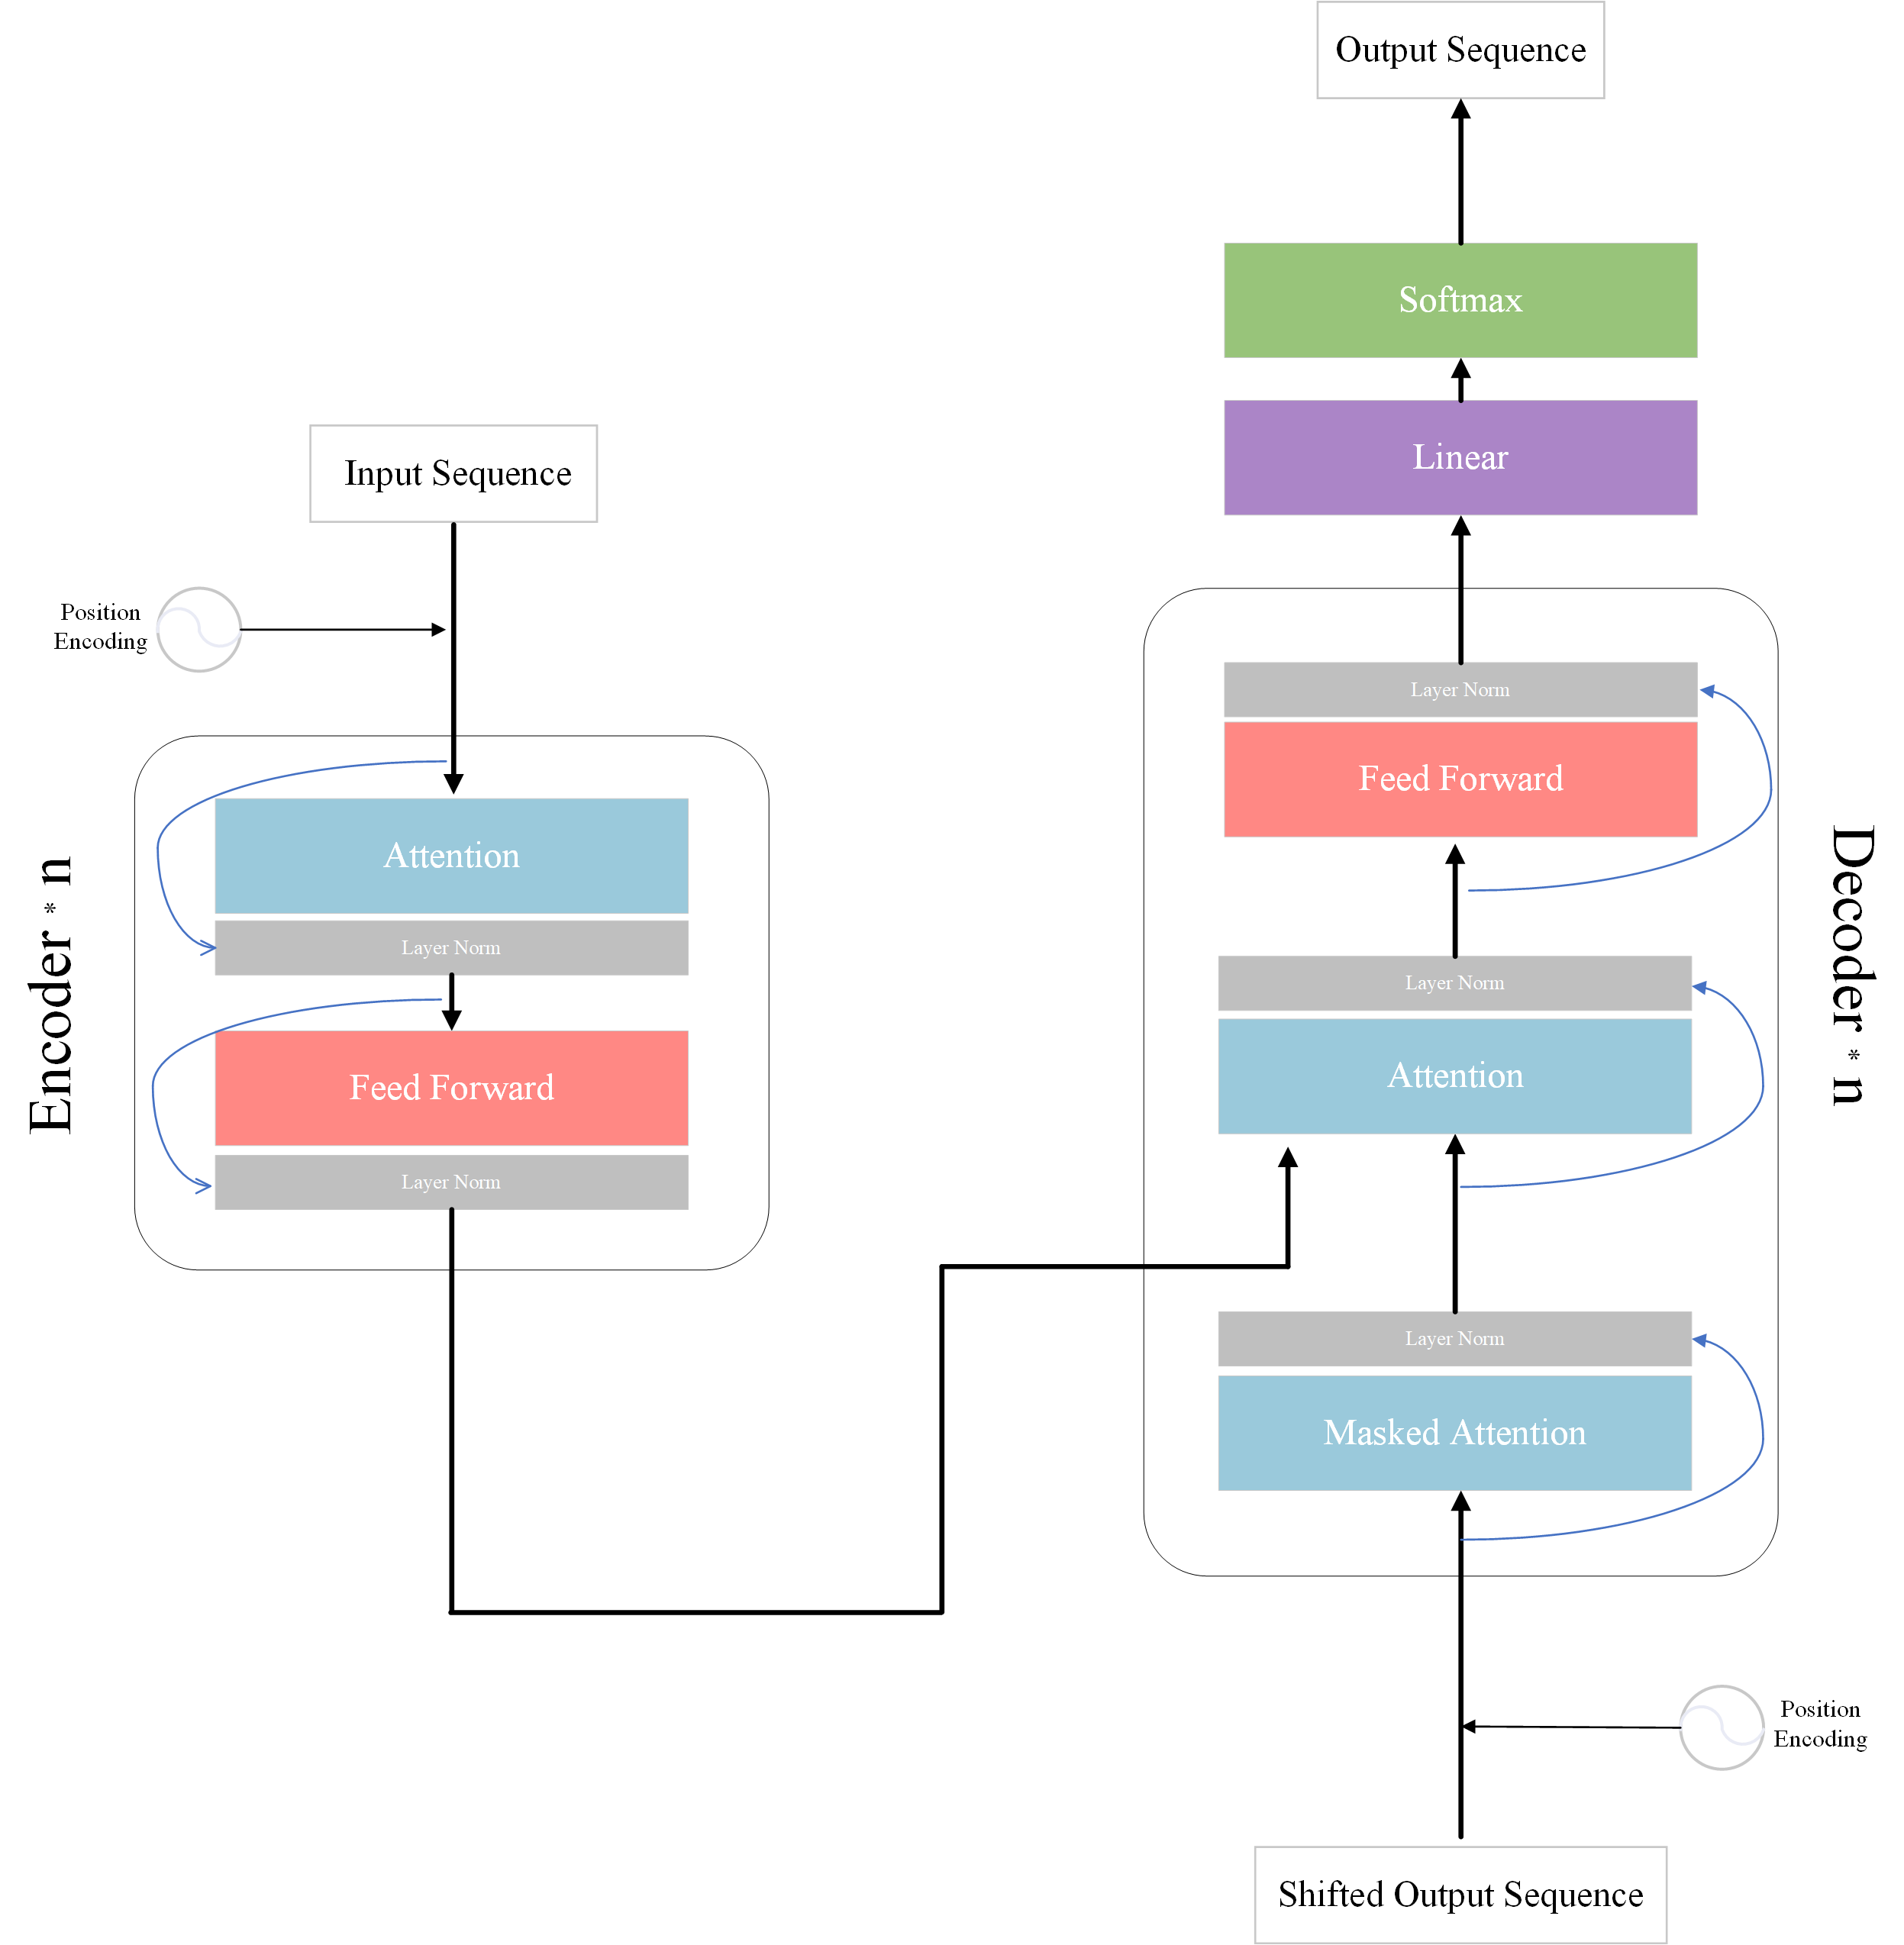 Output Sequence
Softmax
Linear
Input Sequence
Position
Encoding
Encoder * n
Attention
Layer Norm
Feed Forward
Layer Norm
Layer Norm
Feed Forward
Layer Norm
Attention
Layer Norm
Masked Attention
Decoder * n
Position
Encoding
Shifted Output Sequence